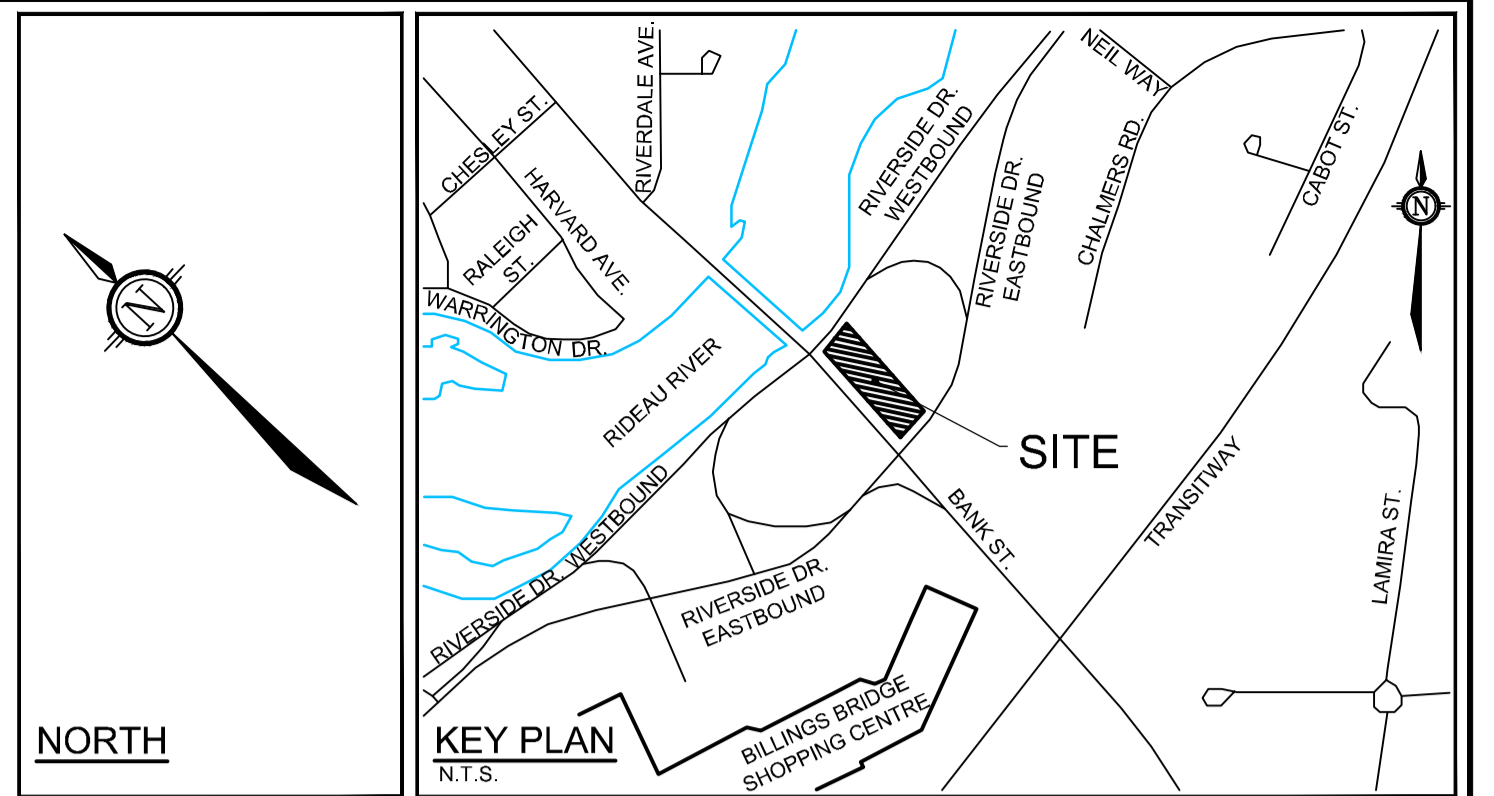 N
NORTH
CHESLEY ST.
RIVERDALE AVE.
HARVARD AVE.
RALEIGH
ST.
WARRINGTON DR.
RIDEAU RIVER
RIVERSIDE DR.
WESTBOUND
RIVERSIDE DR.
EASTBOUND
NEIL WAY
CHALMERS RD.
CABOT ST.
N
SITE
BANK ST.
TRANSITWAY
LAMIRA ST.
RIVERSIDE DR. WESTBOUND
RIVERSIDE DR.
EASTBOUND
BILLINGS BRIDGE
SHOPPING CENTRE
KEY PLAN
N.T.S.